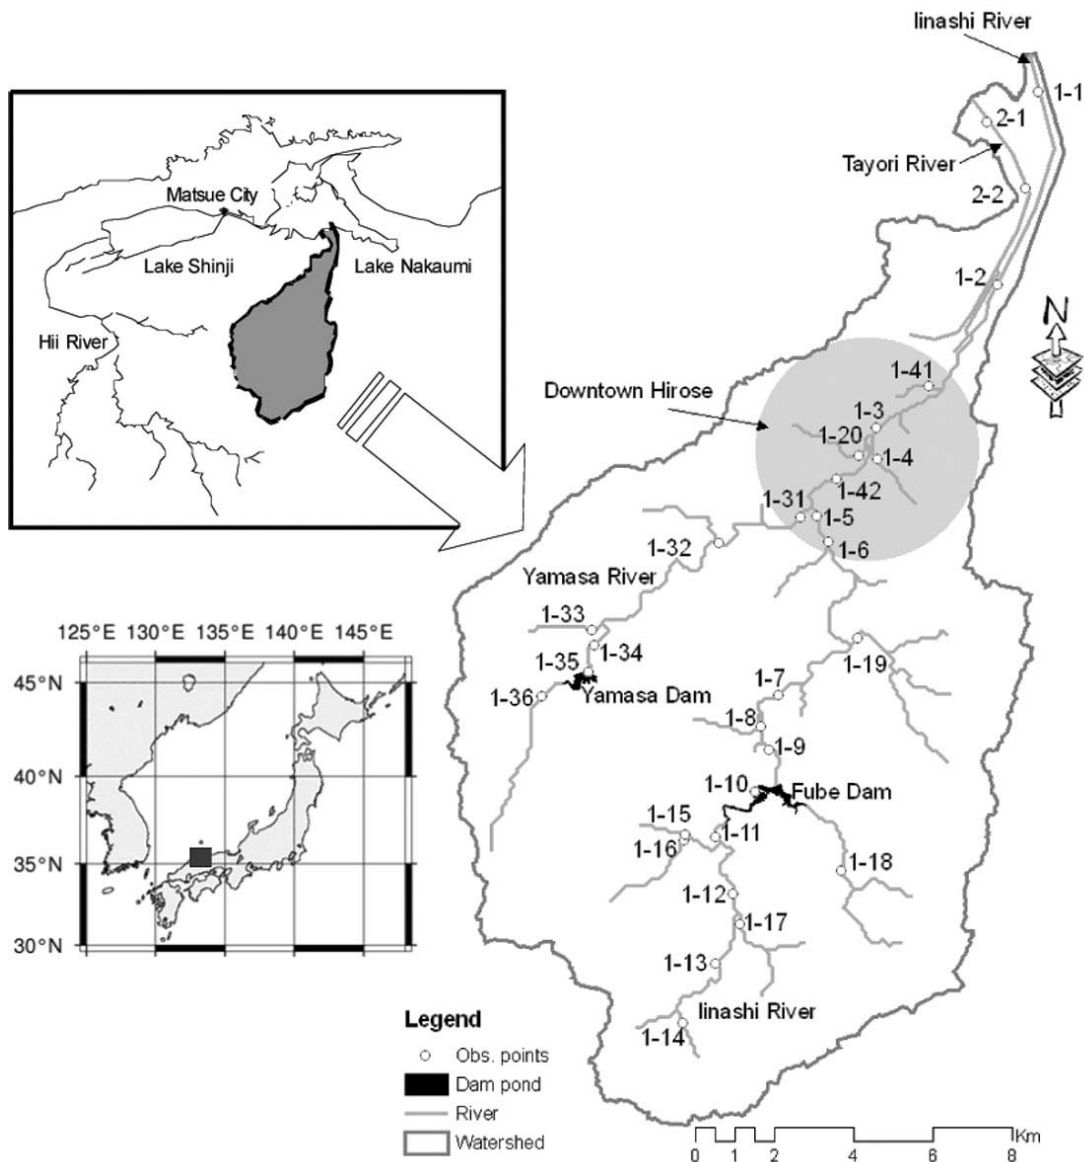 Iinashi River
1-1
2-1
Tayori River
2-2
Matsue City
Lake Shinji
Lake Nakaumi
1-2
Hii River
N
1-41
Downtown Hirose
1-3
1-20
1-4
1-42
1-31
1-5
1-32
1-6
Yamasa River
1-33
1-34
1-35
1-19
1-36
Yamasa Dam
1-7
1-8
1-9
1-10
Fube Dam
1-15
1-11
1-16
1-18
1-12
1-17
1-13
Iinashi River
1-14
125°E 130°E 135°E 140°E 145°E
45°N
40°N
35°N
30°N
Legend
Obs. points
Dam pond
River
Watershed
Km
0 1 2 4 6 8